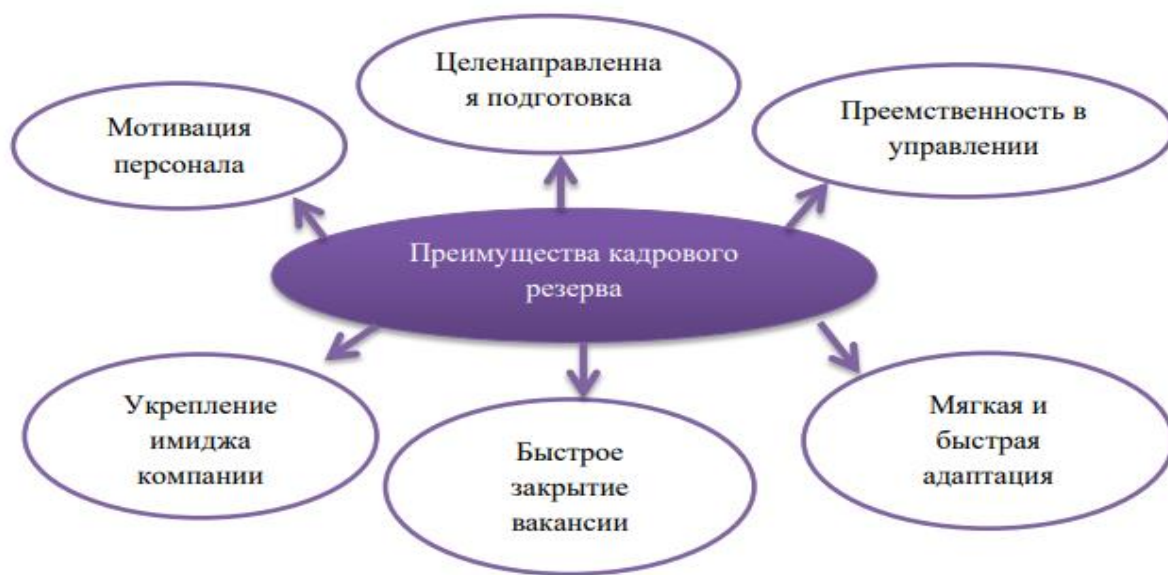 Целенаправленна
я подготовка
Мотивация
персонала
Преемственность в
управлении
Преимущества кадрового
резерва
Укрепление
имиджа
компании
Быстрое
закрытие
вакансии
Мягкая и
быстрая
адаптация